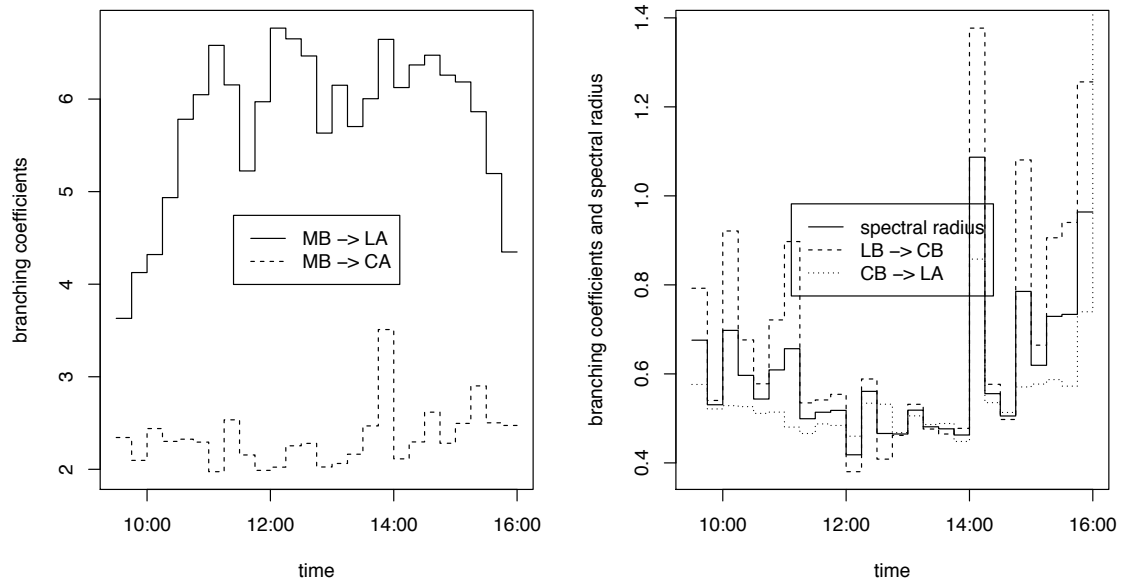 branching coefficients
6
5
4
3
2
MB −> LA
MB −> CA
10:00
12:00
14:00
16:00
time
branching coefficients and spectral radius
1.4
1.2
1.0
0.8
0.6
0.4
spectral radius
LB −> CB
CB −> LA
10:00
12:00
14:00
16:00
time